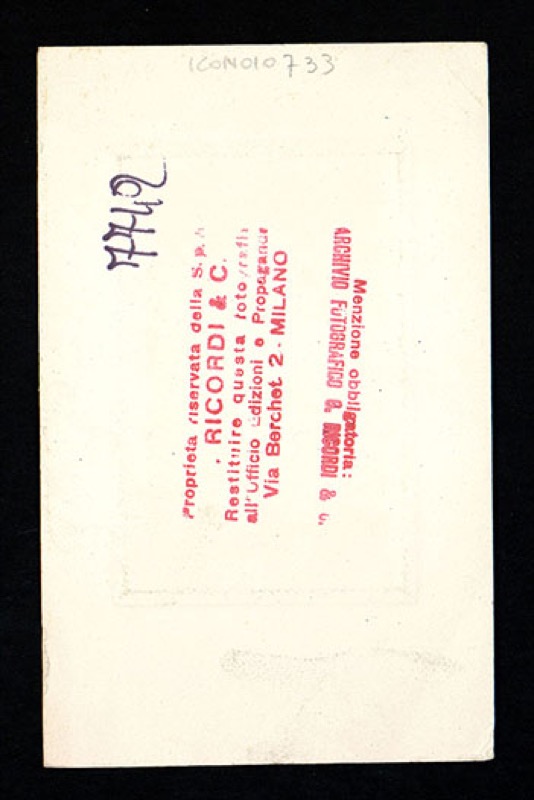 ICON010733
7742
Proprietà riservata della S. p. A
. RICORDI & C.
Restituire questa fotografia
all'Ufficio Edizioni e Propaganda
Via Berchet 2 - MILANO
Menzione obbligatoria:
ARCHIVIO FOTOGRAFICO G. RICORDI & C.